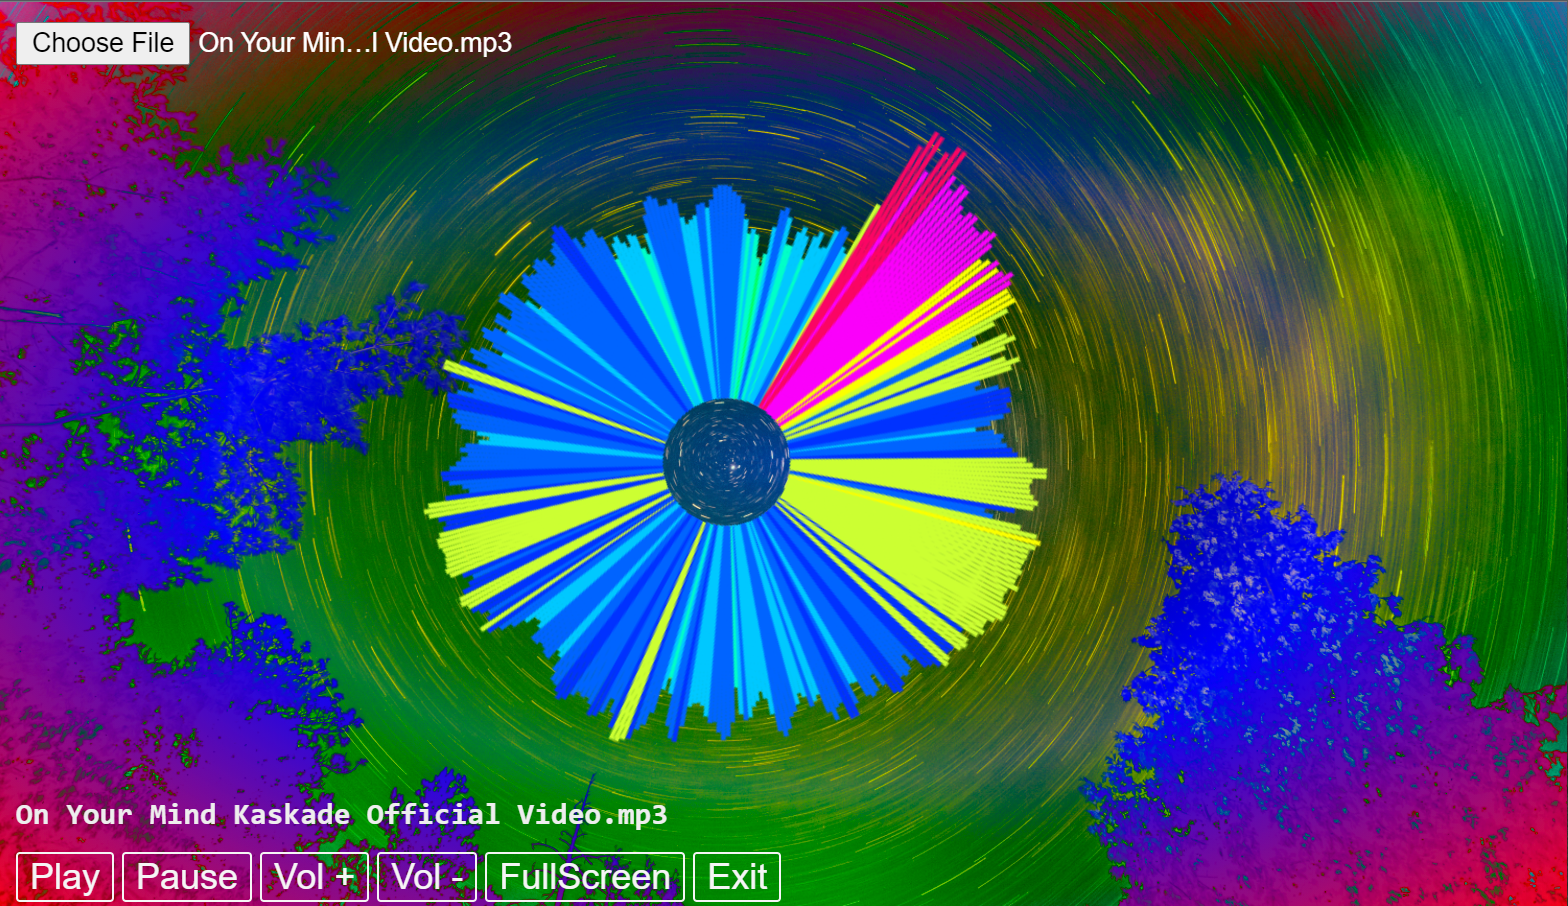 Choose File On Your Min...l Video.mp3
On Your Mind Kaskade Official Video.mp3
Play Pause Vol + Vol - FullScreen Exit